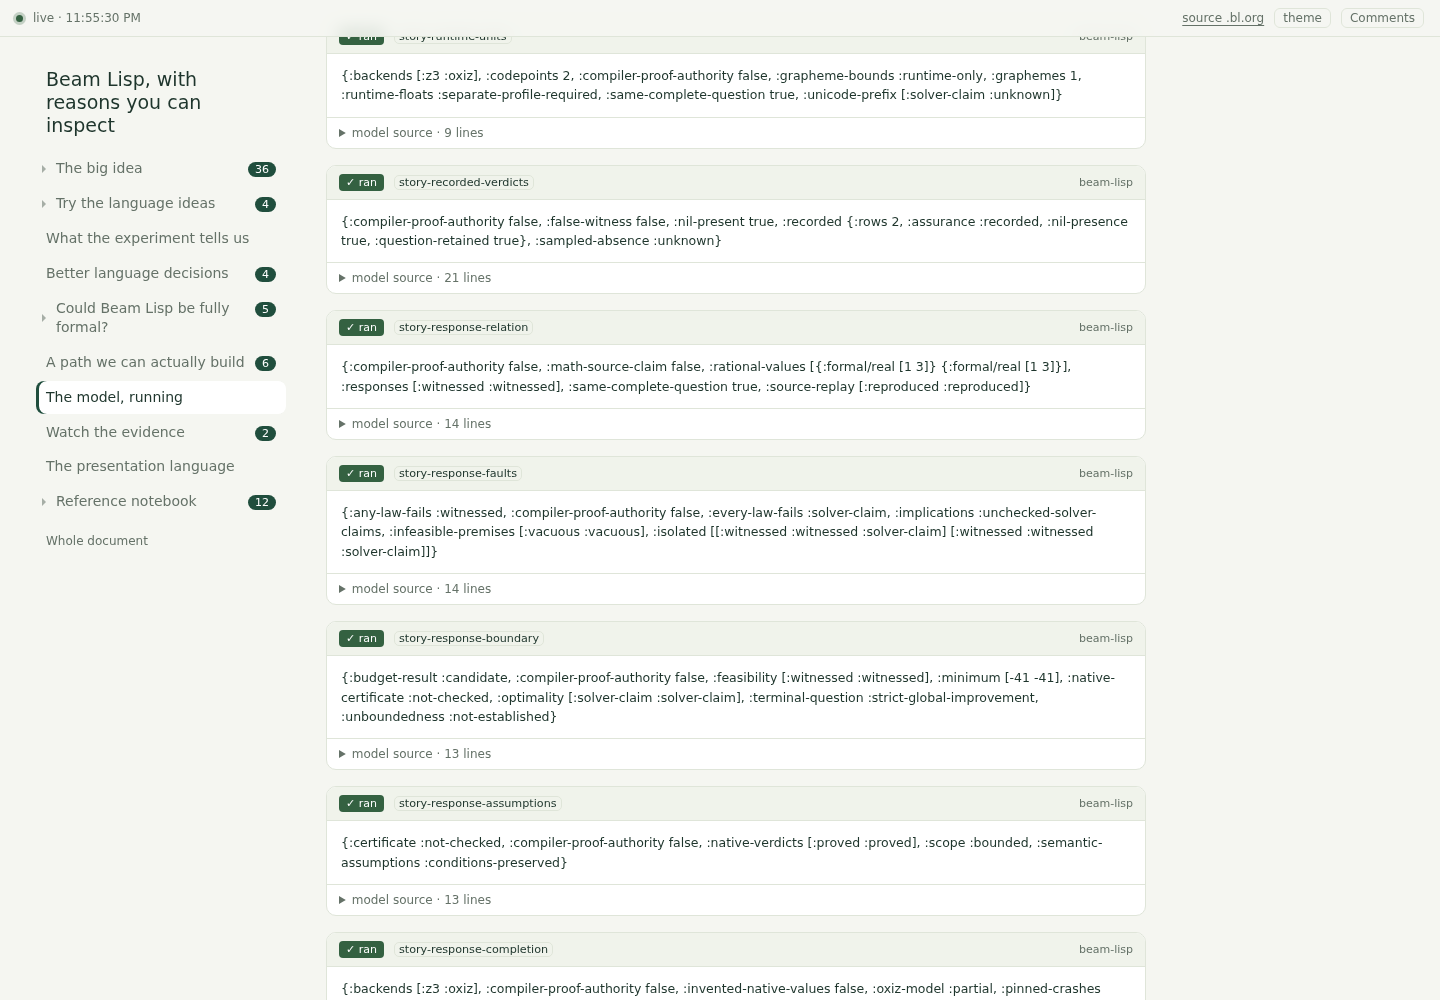 live · 11:55:30 PM
source .bl.org
theme
Comments
Beam Lisp, with
reasons you can
inspect
The big idea 36
Try the language ideas 4
What the experiment tells us
Better language decisions 4
Could Beam Lisp be fully 5
formal?
A path we can actually build 6
The model, running
Watch the evidence 2
The presentation language
Reference notebook 12
Whole document
✓ ran story-runtime-units beam-lisp
{:backends [:z3 :oxiz], :codepoints 2, :compiler-proof-authority false, :grapheme-bounds :runtime-only, :graphemes 1,
:runtime-floats :separate-profile-required, :same-complete-question true, :unicode-prefix [:solver-claim :unknown]}
model source · 9 lines
✓ ran story-recorded-verdicts beam-lisp
{:compiler-proof-authority false, :false-witness false, :nil-present true, :recorded {:rows 2, :assurance :recorded, :nil-presence
true, :question-retained true}, :sampled-absence :unknown}
model source · 21 lines
✓ ran story-response-relation beam-lisp
{:compiler-proof-authority false, :math-source-claim false, :rational-values [{:formal/real [1 3]} {:formal/real [1 3]}],
:responses [:witnessed :witnessed], :same-complete-question true, :source-replay [:reproduced :reproduced]}
model source · 14 lines
✓ ran story-response-faults beam-lisp
{:any-law-fails :witnessed, :compiler-proof-authority false, :every-law-fails :solver-claim, :implications :unchecked-solver-
claims, :infeasible-premises [:vacuous :vacuous], :isolated [[:witnessed :witnessed :solver-claim] [:witnessed :witnessed
:solver-claim]]}
model source · 14 lines
✓ ran story-response-boundary beam-lisp
{:budget-result :candidate, :compiler-proof-authority false, :feasibility [:witnessed :witnessed], :minimum [-41 -41], :native-
certificate :not-checked, :optimality [:solver-claim :solver-claim], :terminal-question :strict-global-improvement,
:unboundedness :not-established}
model source · 13 lines
✓ ran story-response-assumptions beam-lisp
{:certificate :not-checked, :compiler-proof-authority false, :native-verdicts [:proved :proved], :scope :bounded, :semantic-
assumptions :conditions-preserved}
model source · 13 lines
✓ ran story-response-completion beam-lisp
{:backends [:z3 :oxiz], :compiler-proof-authority false, :invented-native-values false, :oxiz-model :partial, :pinned-crashes